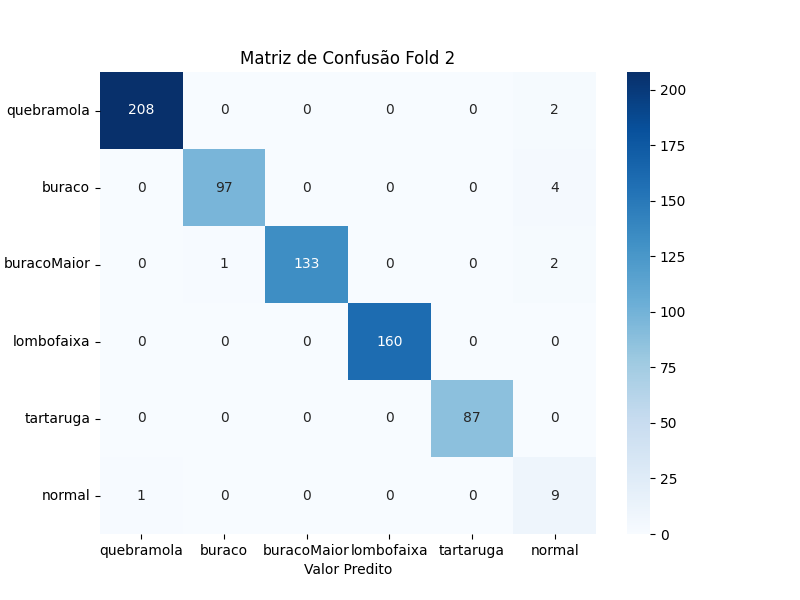 Matriz de Confusão Fold 2
quebramola 208 0 0 0 0 2
buraco 0 97 0 0 0 4
buracoMaior 0 1 133 0 0 2
lombofaixa 0 0 0 160 0 0
tartaruga 0 0 0 0 87 0
normal 1 0 0 0 0 9
quebramola buraco buracoMaior lombofaixa tartaruga normal
Valor Predito
200
175
150
125
100
75
50
25
0